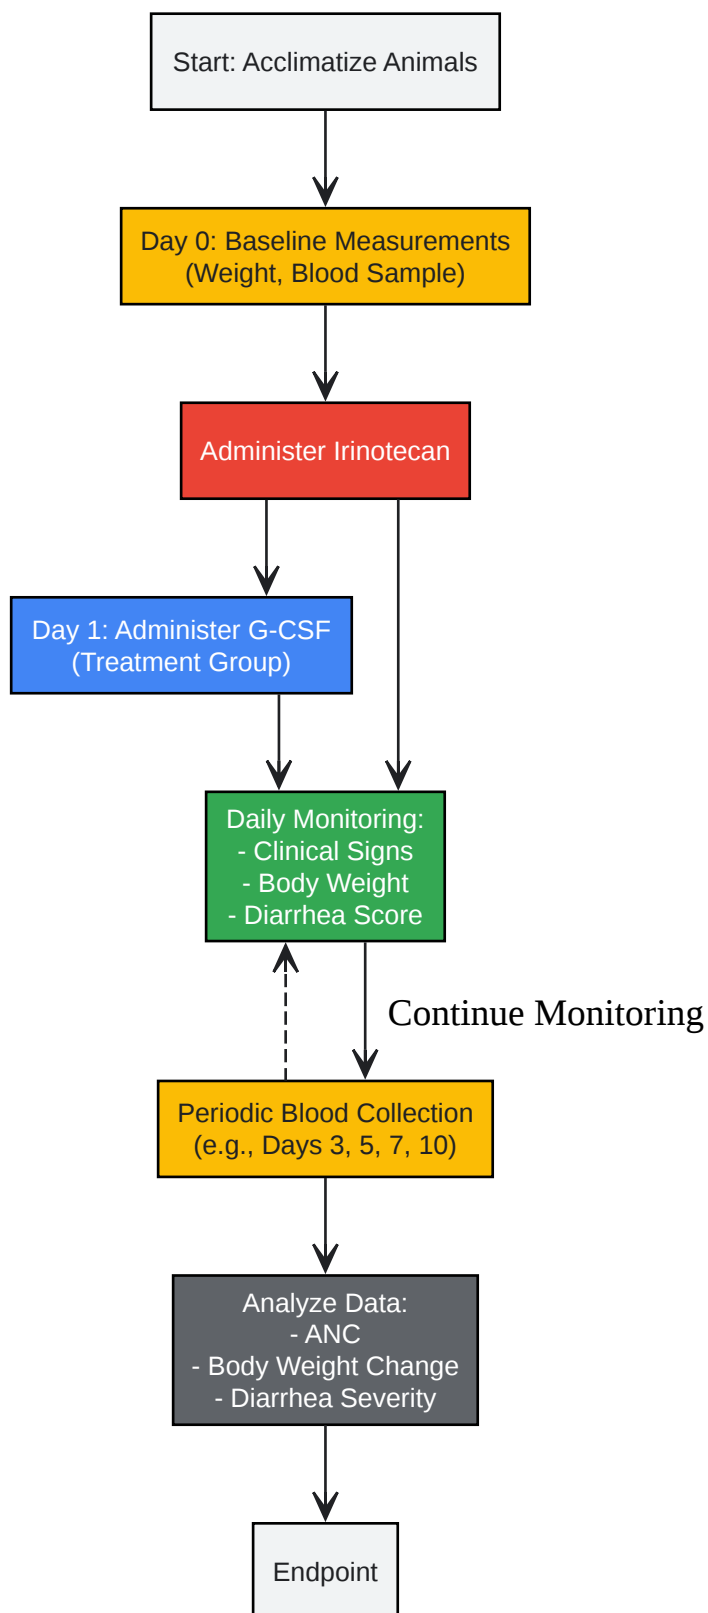 Start: Acclimatize Animals
Day 0: Baseline Measurements
(Weight, Blood Sample)
Administer Irinotecan
Day 1: Administer G-CSF
(Treatment Group)
Daily Monitoring:
- Clinical Signs
- Body Weight
- Diarrhea Score
Continue Monitoring
Periodic Blood Collection
(e.g., Days 3, 5, 7, 10)
Analyze Data:
- ANC
- Body Weight Change
- Diarrhea Severity
Endpoint